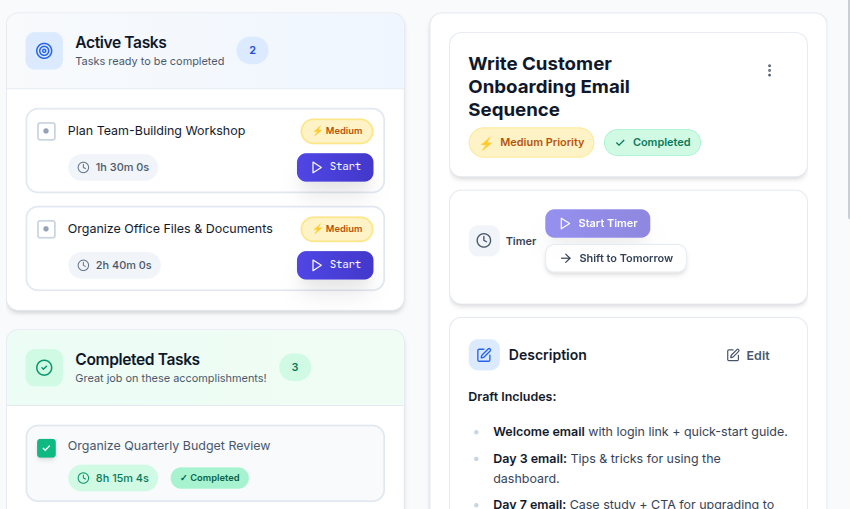 Active Tasks
Tasks ready to be completed
2
Plan Team-Building Workshop
⚡ Medium
1h 30m 0s
Start
Organize Office Files & Documents
⚡ Medium
2h 40m 0s
Start
Completed Tasks
Great job on these accomplishments!
3
Organize Quarterly Budget Review
8h 15m 4s
✓ Completed
Write Customer
Onboarding Email
Sequence
⚡ Medium Priority
✓ Completed
Timer
Start Timer
→ Shift to Tomorrow
Description
Edit
Draft Includes:
• Welcome email with login link + quick-start guide.
• Day 3 email: Tips & tricks for using the
dashboard.
• Day 7 email: Case study + CTA for upgrading to